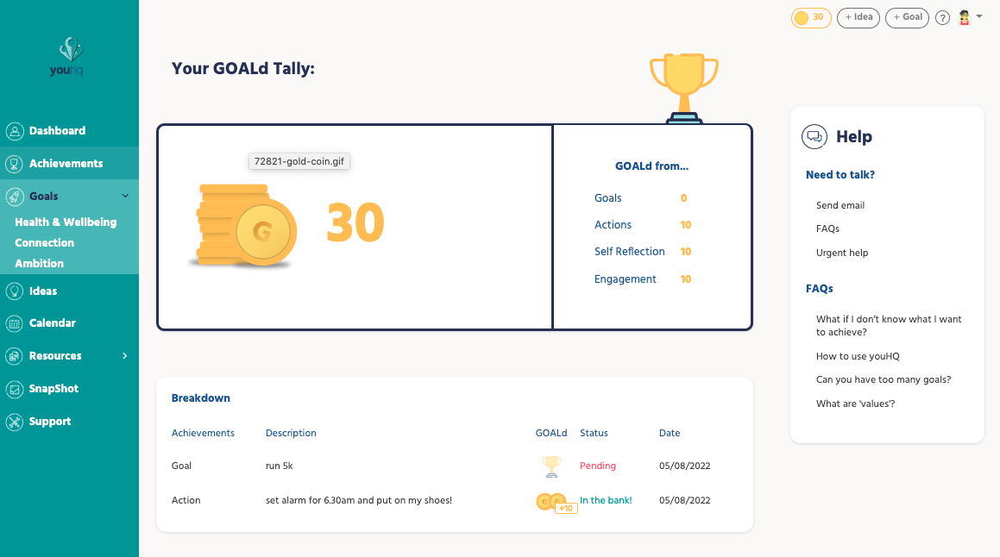 30
+ Idea
+ Goal
?
youhq
Dashboard
Achievements
Goals
Health & Wellbeing
Connection
Ambition
Ideas
Calendar
Resources
SnapShot
Support
Your GOALd Tally:
72821-gold-coin.gif
G
30
GOALd from...
Goals 0
Actions 10
Self Reflection 10
Engagement 10
Breakdown
Achievements Description GOALd Status Date
Goal run 5k Pending 05/08/2022
Action set alarm for 6.30am and put on my shoes! G G +10 In the bank! 05/08/2022
Help
Need to talk?
Send email
FAQs
Urgent help
FAQs
What if I don’t know what I want
to achieve?
How to use youHQ
Can you have too many goals?
What are 'values'?